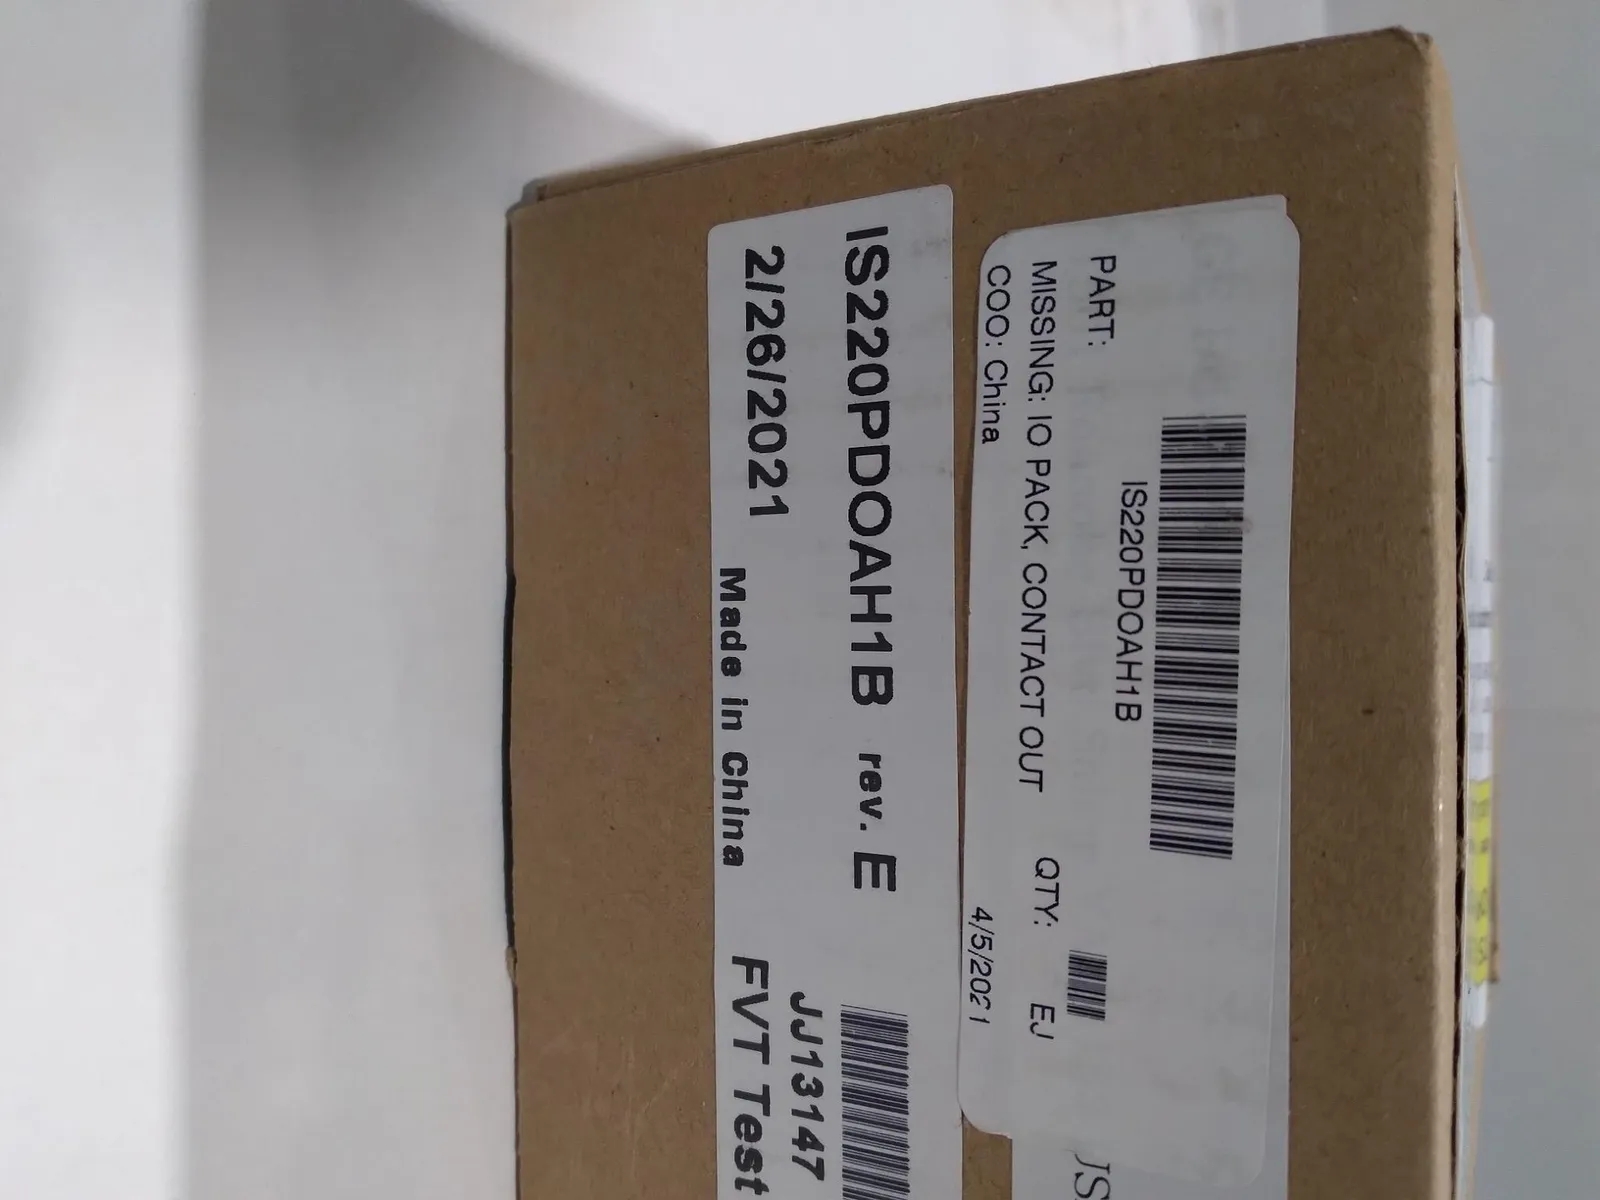 IS220PDOAH1B
PART:
MISSING: IO PACK, CONTACT OUT QTY: EJ
COO: China 4/5/2021
IS220PDOAH1B rev. E
JJ13147
2/26/2021 Made in China FVT Test